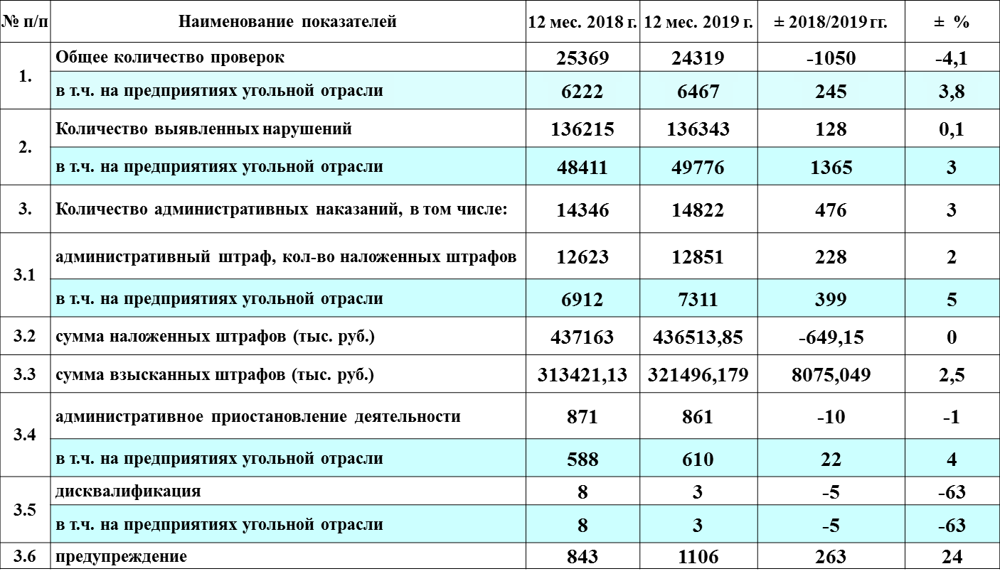 № п/п Наименование показателей 12 мес. 2018 г. 12 мес. 2019 г. ± 2018/2019 гг. ± %
1. Общее количество проверок 25369 24319 -1050 -4,1
в т.ч. на предприятиях угольной отрасли 6222 6467 245 3,8
2. Количество выявленных нарушений 136215 136343 128 0,1
в т.ч. на предприятиях угольной отрасли 48411 49776 1365 3
3. Количество административных наказаний, в том числе: 14346 14822 476 3
3.1 административный штраф, кол-во наложенных штрафов 12623 12851 228 2
в т.ч. на предприятиях угольной отрасли 6912 7311 399 5
3.2 сумма наложенных штрафов (тыс. руб.) 437163 436513,85 -649,15 0
3.3 сумма взысканных штрафов (тыс. руб.) 313421,13 321496,179 8075,049 2,5
3.4 административное приостановление деятельности 871 861 -10 -1
в т.ч. на предприятиях угольной отрасли 588 610 22 4
3.5 дисквалификация 8 3 -5 -63
в т.ч. на предприятиях угольной отрасли 8 3 -5 -63
3.6 предупреждение 843 1106 263 24